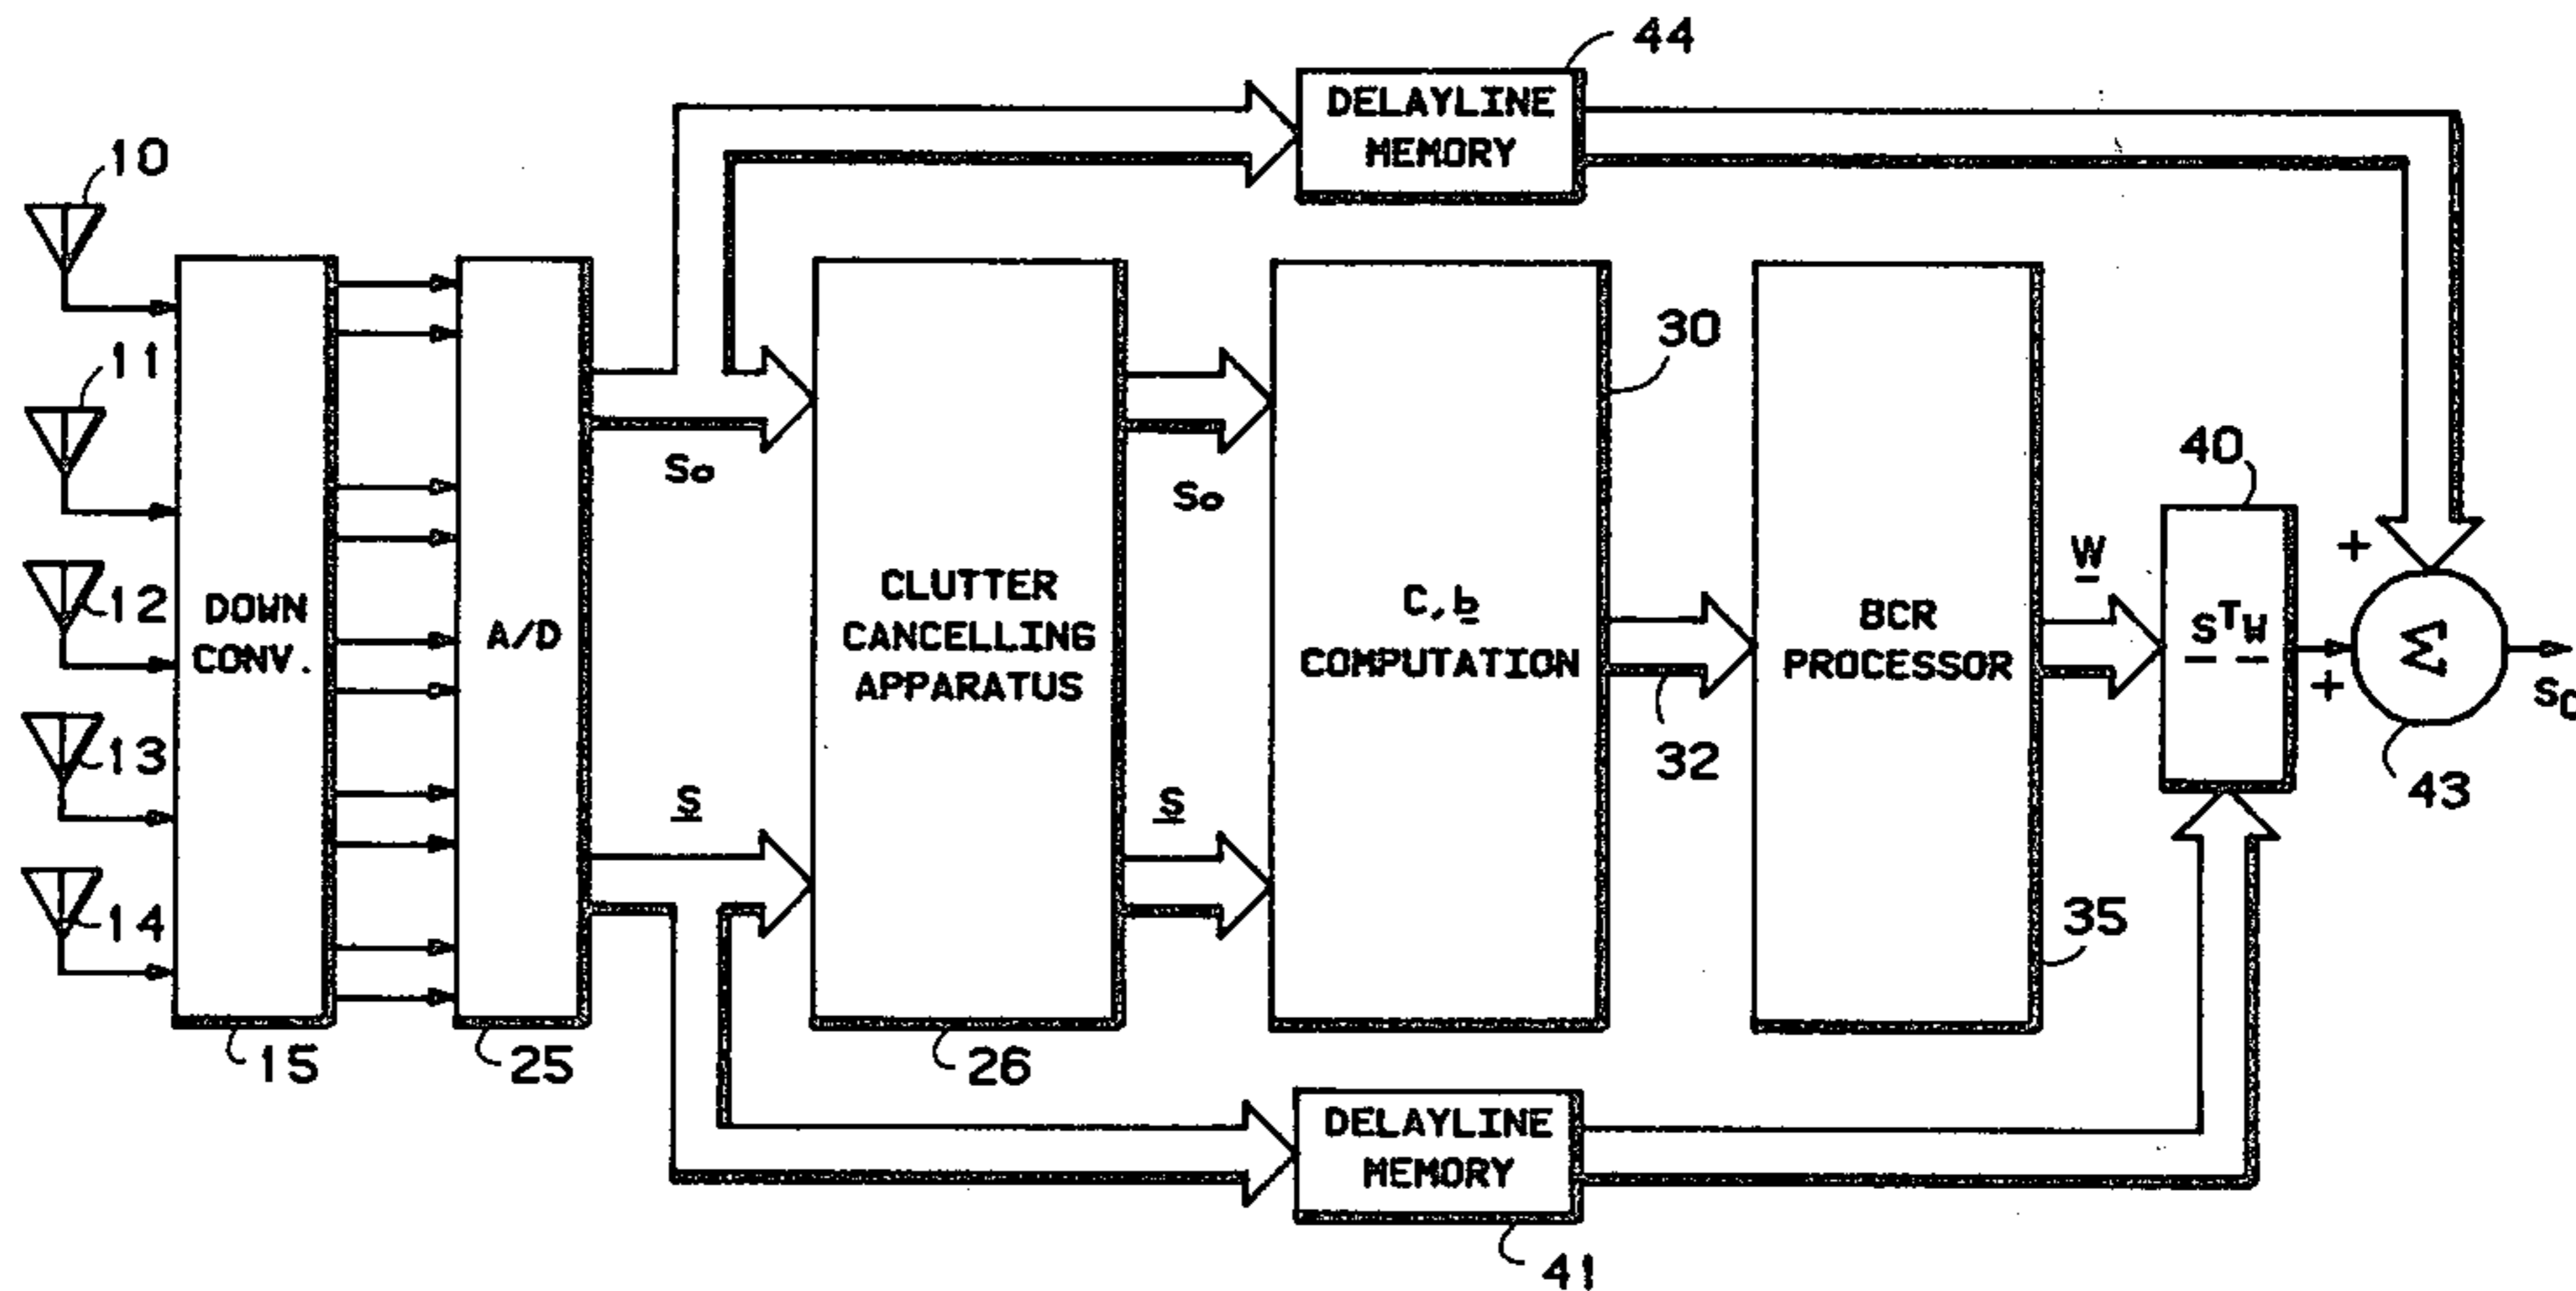 44
DELAYLINE
MEMORY
10
11
12
13
14
DOWN
CONV.
15
A/D
25
So
S
CLUTTER
CANCELLING
APPARATUS
26
So
S
30
C, b
COMPUTATION
32
BCR
PROCESSOR
35
W
40
S^T W
+
+
Σ
43
DELAYLINE
MEMORY
41